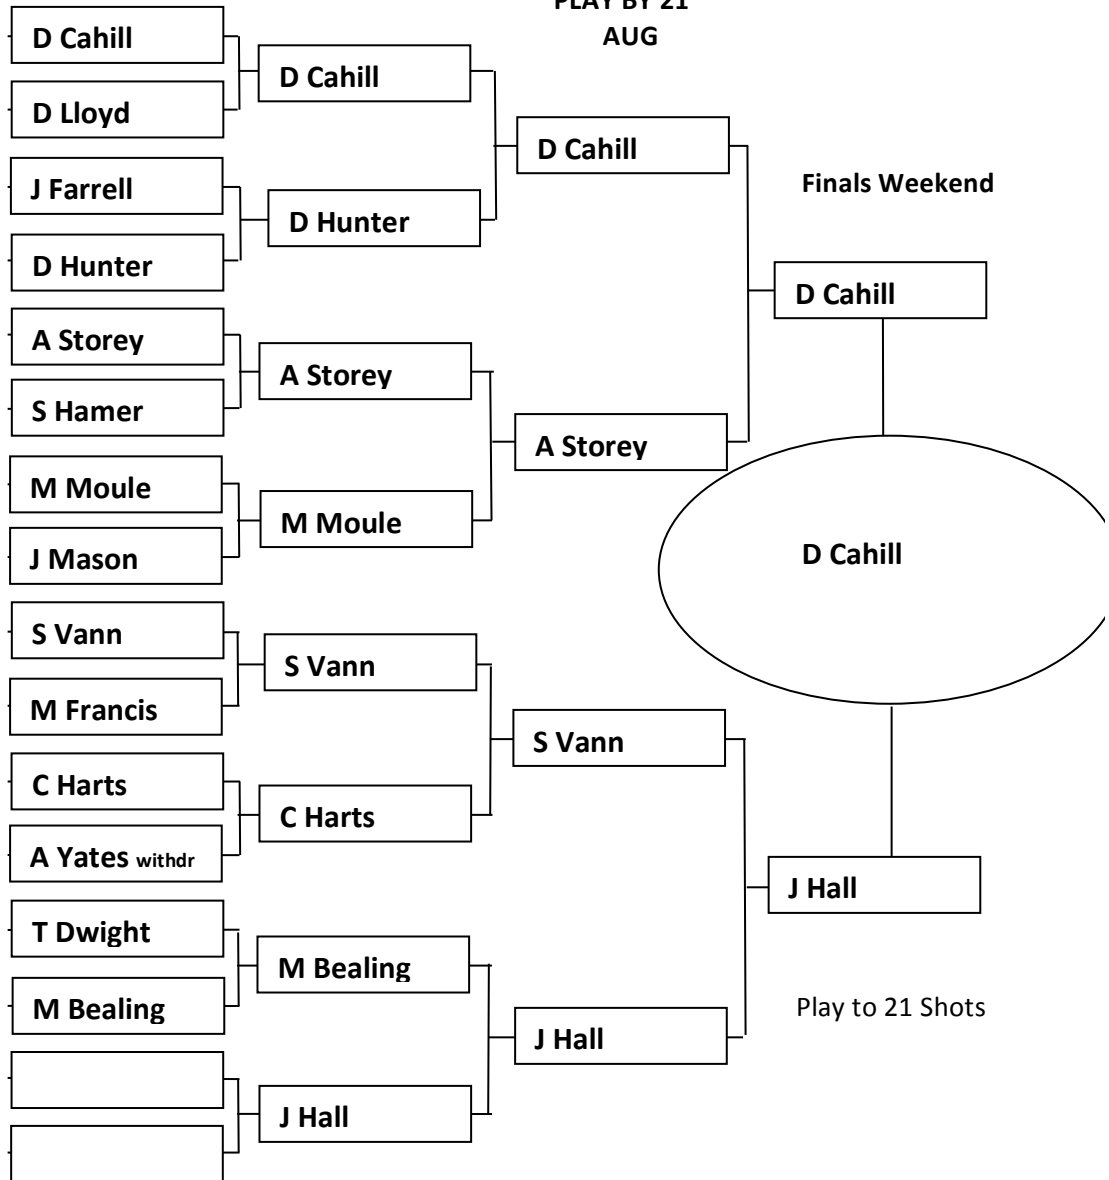 PLAY BY 21
AUG
D Cahill
D Lloyd
J Farrell
D Hunter
A Storey
S Hamer
M Moule
J Mason
S Vann
M Francis
C Harts
A Yates withdr
T Dwight
M Bealing
D Cahill
D Hunter
A Storey
M Moule
S Vann
C Harts
M Bealing
J Hall
D Cahill
A Storey
S Vann
J Hall
Finals Weekend
D Cahill
D Cahill
J Hall
Play to 21 Shots